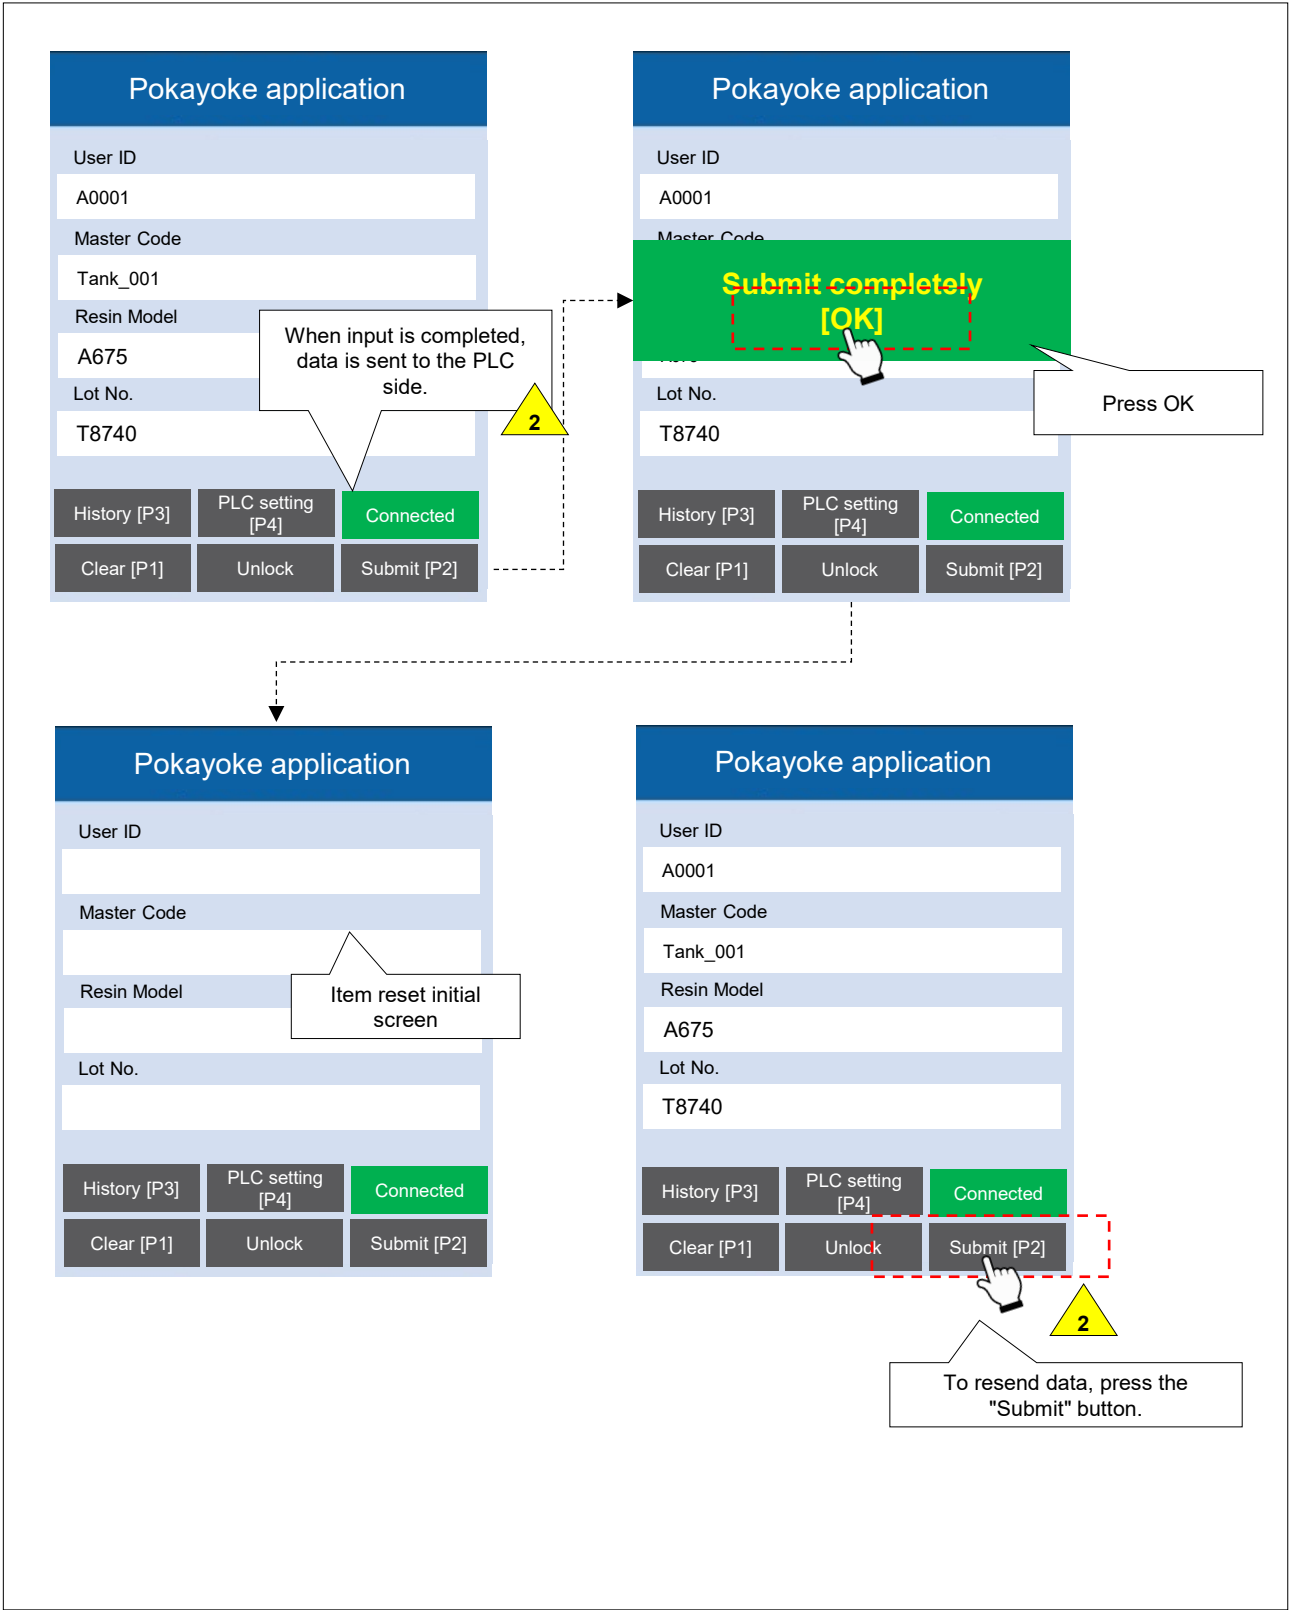 Pokayoke application
User ID
A0001
Master Code
Tank_001
Resin Model
A675
When input is completed,
data is sent to the PLC
side.
2
Lot No.
T8740
History [P3]
PLC setting
[P4]
Connected
Clear [P1]
Unlock
Submit [P2]
Pokayoke application
User ID
A0001
Master Code
Submit completely
[OK]
Press OK
Lot No.
T8740
History [P3]
PLC setting
[P4]
Connected
Clear [P1]
Unlock
Submit [P2]
Pokayoke application
User ID
Master Code
Item reset initial
screen
Resin Model
Lot No.
History [P3]
PLC setting
[P4]
Connected
Clear [P1]
Unlock
Submit [P2]
Pokayoke application
User ID
A0001
Master Code
Tank_001
Resin Model
A675
Lot No.
T8740
History [P3]
PLC setting
[P4]
Connected
Clear [P1]
Unlock
Submit [P2]
2
To resend data, press the
"Submit" button.